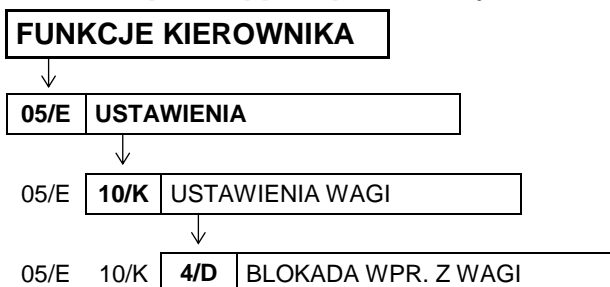 FUNKCJE KIEROWNIKA
05/E USTAWIENIA
05/E 10/K USTAWIENIA WAGI
05/E 10/K 4/D BLOKADA WPR. Z WAGI